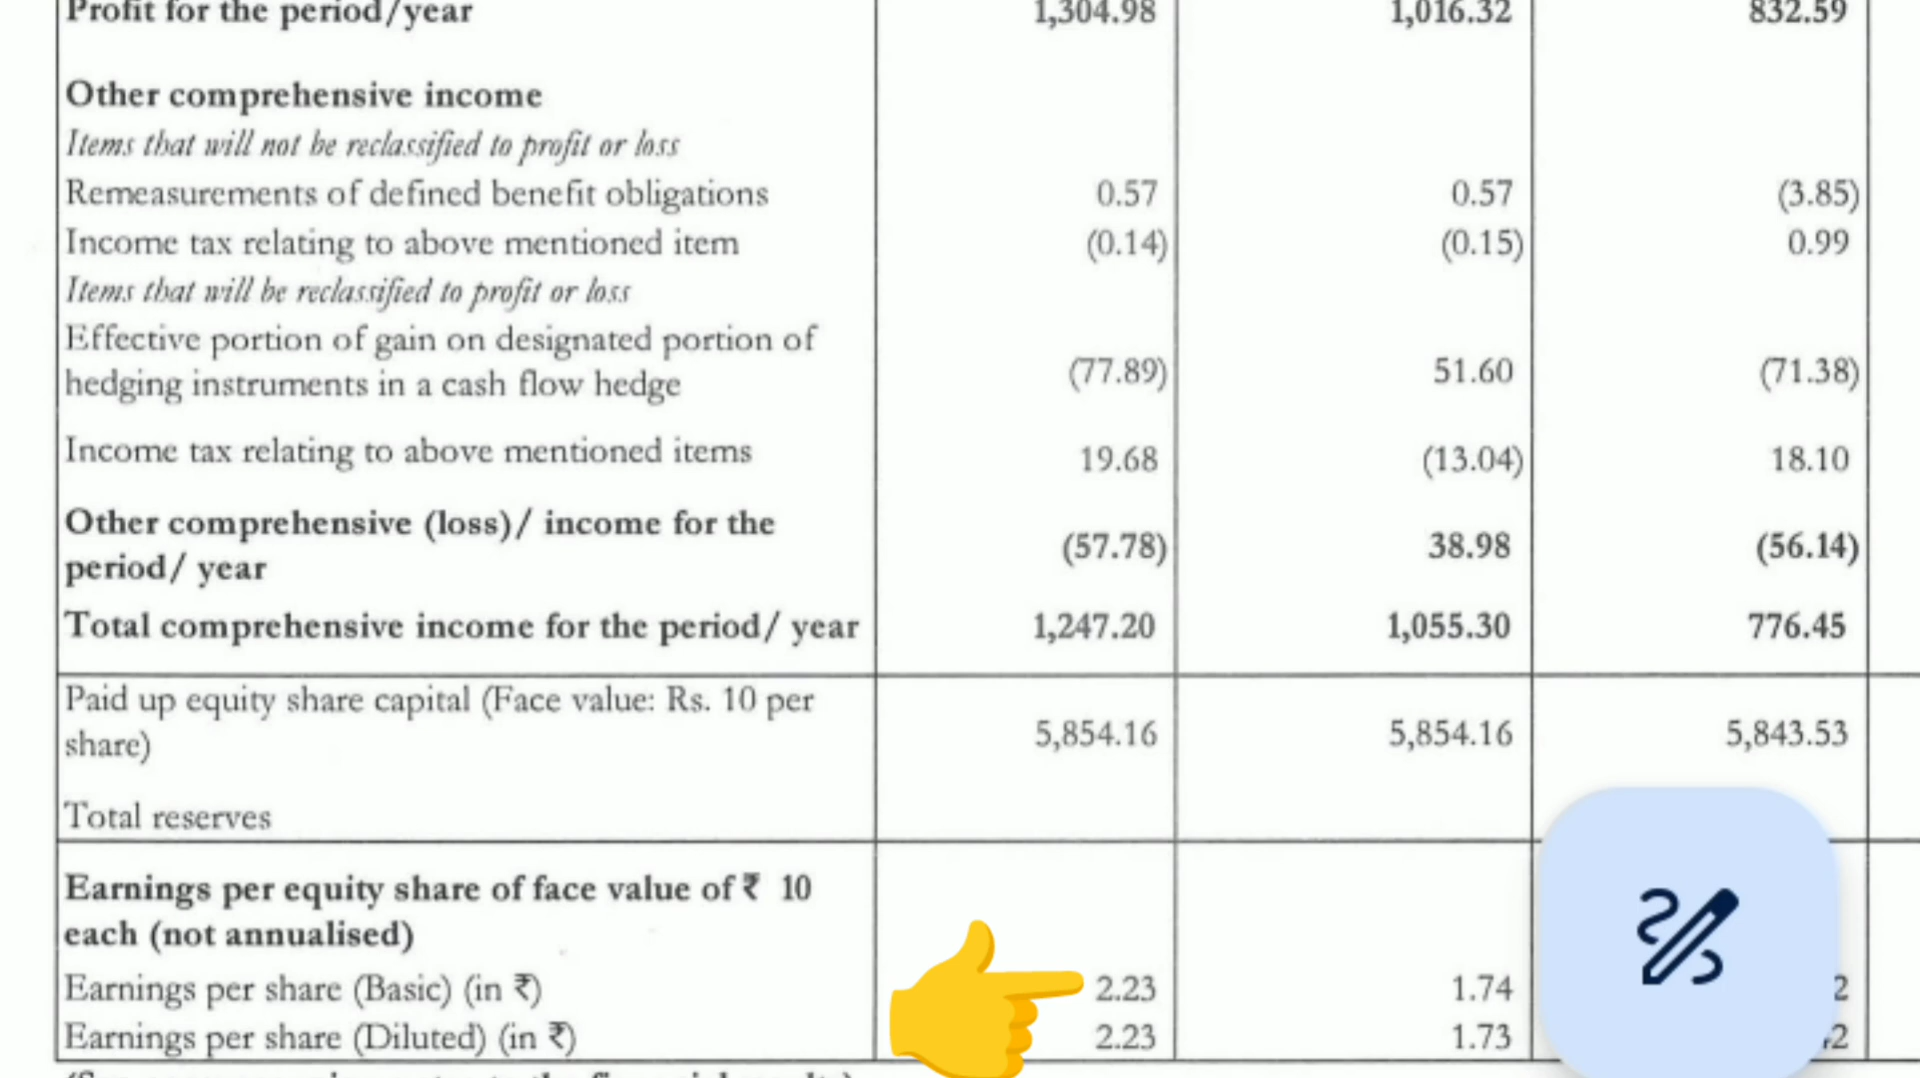 Profit for the period/year 1,304.98 1,016.32 832.59
Other comprehensive income
Items that will not be reclassified to profit or loss
Remeasurements of defined benefit obligations 0.57 0.57 (3.85)
Income tax relating to above mentioned item (0.14) (0.15) 0.99
Items that will be reclassified to profit or loss
Effective portion of gain on designated portion of
hedging instruments in a cash flow hedge (77.89) 51.60 (71.38)
Income tax relating to above mentioned items 19.68 (13.04) 18.10
Other comprehensive (loss)/ income for the
period/ year (57.78) 38.98 (56.14)
Total comprehensive income for the period/ year 1,247.20 1,055.30 776.45
Paid up equity share capital (Face value: Rs. 10 per
share) 5,854.16 5,854.16 5,843.53
Total reserves
Earnings per equity share of face value of ₹ 10
each (not annualised)
Earnings per share (Basic) (in ₹) 2.23 1.74
Earnings per share (Diluted) (in ₹) 2.23 1.73